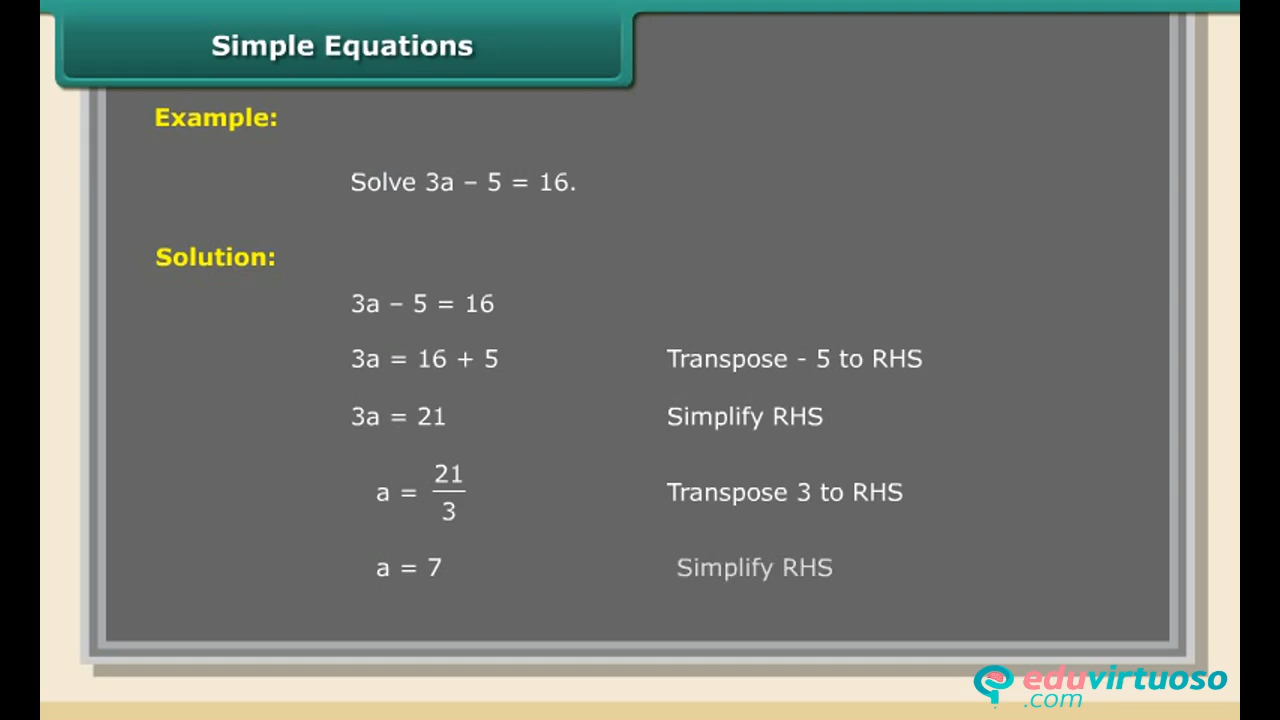 Simple Equations
Example:
Solve 3a – 5 = 16.
Solution:
3a – 5 = 16
3a = 16 + 5 Transpose - 5 to RHS
3a = 21 Simplify RHS
a = 21/3 Transpose 3 to RHS
a = 7 Simplify RHS
eduvirtuoso
.com